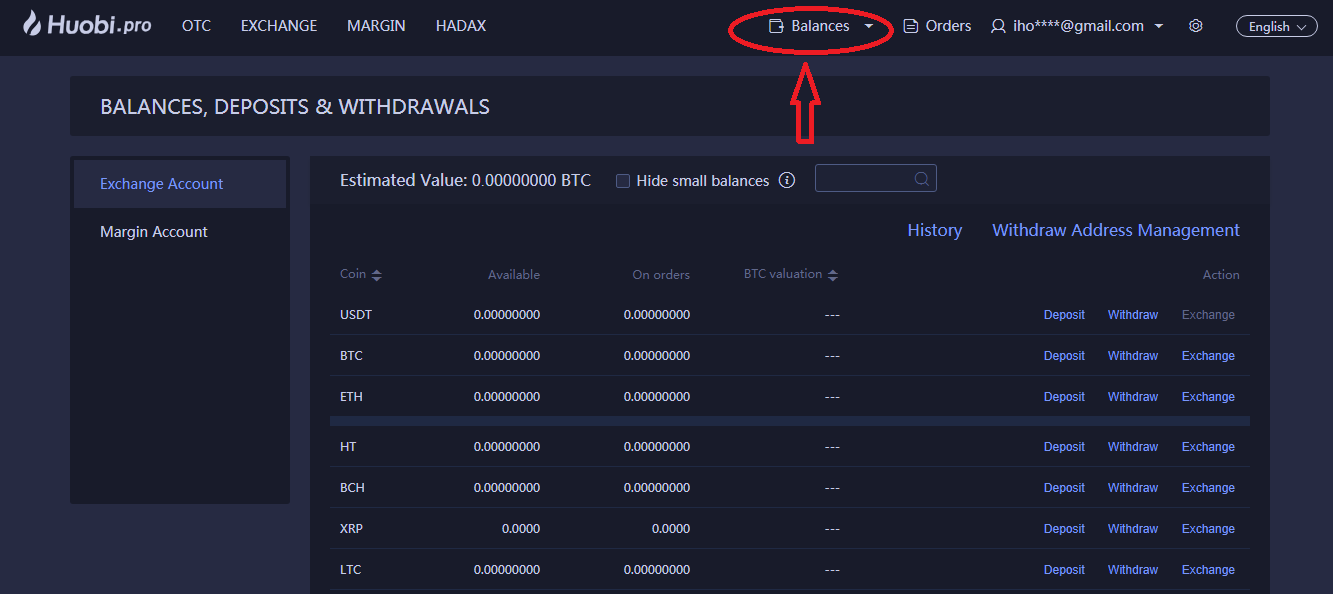 Huobi.pro OTC EXCHANGE MARGIN HADAX Balances Orders iho****@gmail.com English
BALANCES, DEPOSITS & WITHDRAWALS
Exchange Account
Margin Account
Estimated Value: 0.00000000 BTC Hide small balances
History Withdraw Address Management
Coin Available On orders BTC valuation Action
USDT 0.00000000 0.00000000 --- Deposit Withdraw Exchange
BTC 0.00000000 0.00000000 --- Deposit Withdraw Exchange
ETH 0.00000000 0.00000000 --- Deposit Withdraw Exchange
HT 0.00000000 0.00000000 --- Deposit Withdraw Exchange
BCH 0.00000000 0.00000000 --- Deposit Withdraw Exchange
XRP 0.0000 0.0000 --- Deposit Withdraw Exchange
LTC 0.00000000 0.00000000 --- Deposit Withdraw Exchange